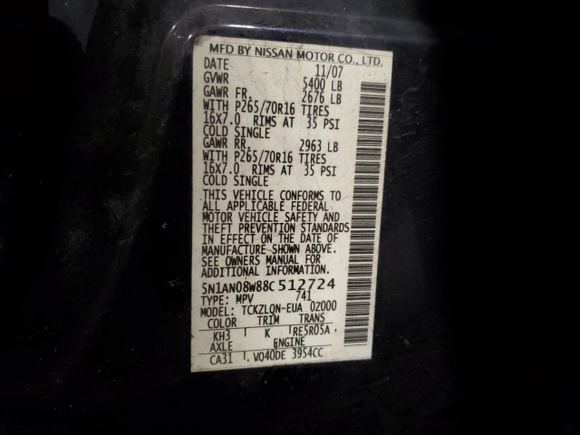 MFD BY NISSAN MOTOR CO., LTD.
DATE 11/07
GVWR 5400 LB
GAWR FR. 2676 LB
WITH P265/70R16 TIRES
16X7.0 RIMS AT 35 PSI
COLD SINGLE
GAWR RR. 2963 LB
WITH P265/70R16 TIRES
16X7.0 RIMS AT 35 PSI
COLD SINGLE
THIS VEHICLE CONFORMS TO
ALL APPLICABLE FEDERAL
MOTOR VEHICLE SAFETY AND
THEFT PREVENTION STANDARDS
IN EFFECT ON THE DATE OF
MANUFACTURE SHOWN ABOVE.
SEE OWNERS MANUAL FOR
ADDITIONAL INFORMATION.
5N1AN08W88C512724
TYPE: MPV 741
MODEL: TCKZLQN-EUA 02000
COLOR TRIM TRANS
KH3 K RE5R05A
AXLE ENGINE
CA31 VQ40DE 3954CC